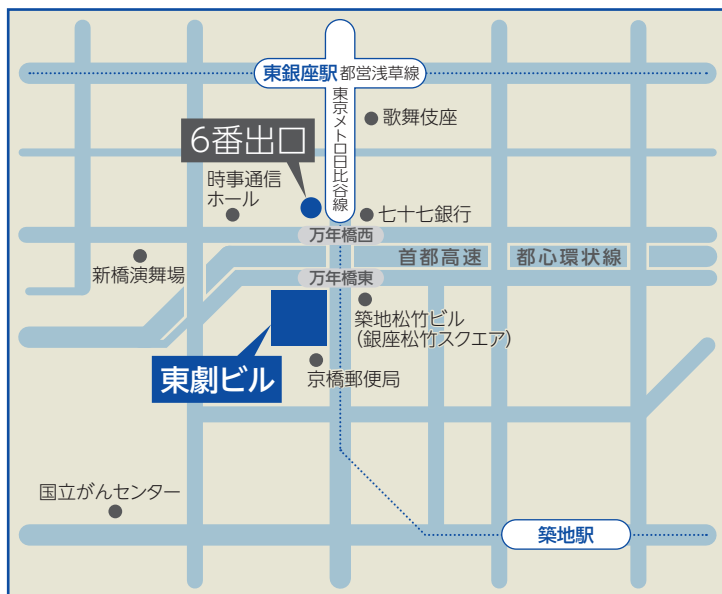 東銀座駅 都営浅草線
東京メトロ日比谷線
歌舞伎座
6番出口
時事通信
ホール
七十七銀行
万年橋西
首都高速 都心環状線
新橋演舞場
万年橋東
築地松竹ビル
（銀座松竹スクエア）
東劇ビル
京橋郵便局
国立がんセンター
築地駅